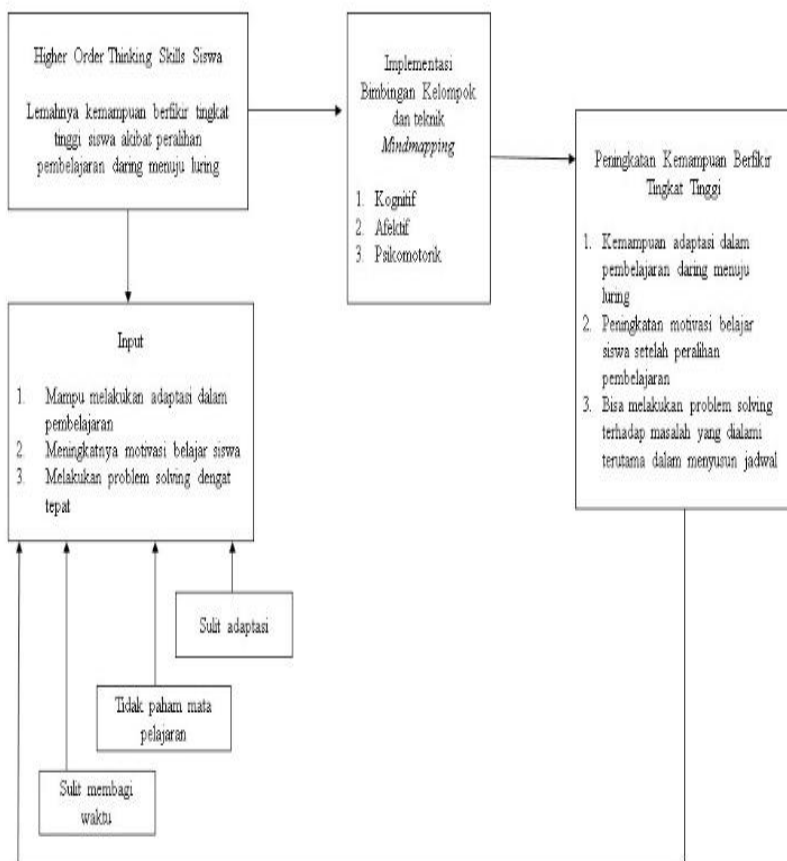 Higher Order Thinking Skills Siswa
Lemahnya kemampuan berfikir tingkat
tinggi siswa akibat peralihan
pembelajaran daring menuju luring
Implementasi
Bimbingan Kelompok
dan teknik
Mindmapping
1. Kognitif
2. Afektif
3. Psikomotorik
Peningkatan Kemampuan Berfikir
Tingkat Tinggi
1. Kemampuan adaptasi dalam
pembelajaran daring menuju
luring
2. Peningkatan motivasi belajar
siswa setelah peralihan
pembelajaran
3. Bisa melakukan problem solving
terhadap masalah yang dialami
terutama dalam menyusun jadwal
Input
1. Mampu melakukan adaptasi dalam
pembelajaran
2. Meningkatnya motivasi belajar siswa
3. Melakukan problem solving dengat
tepat
Sulit adaptasi
Tidak paham mata
pelajaran
Sulit membagi
waktu